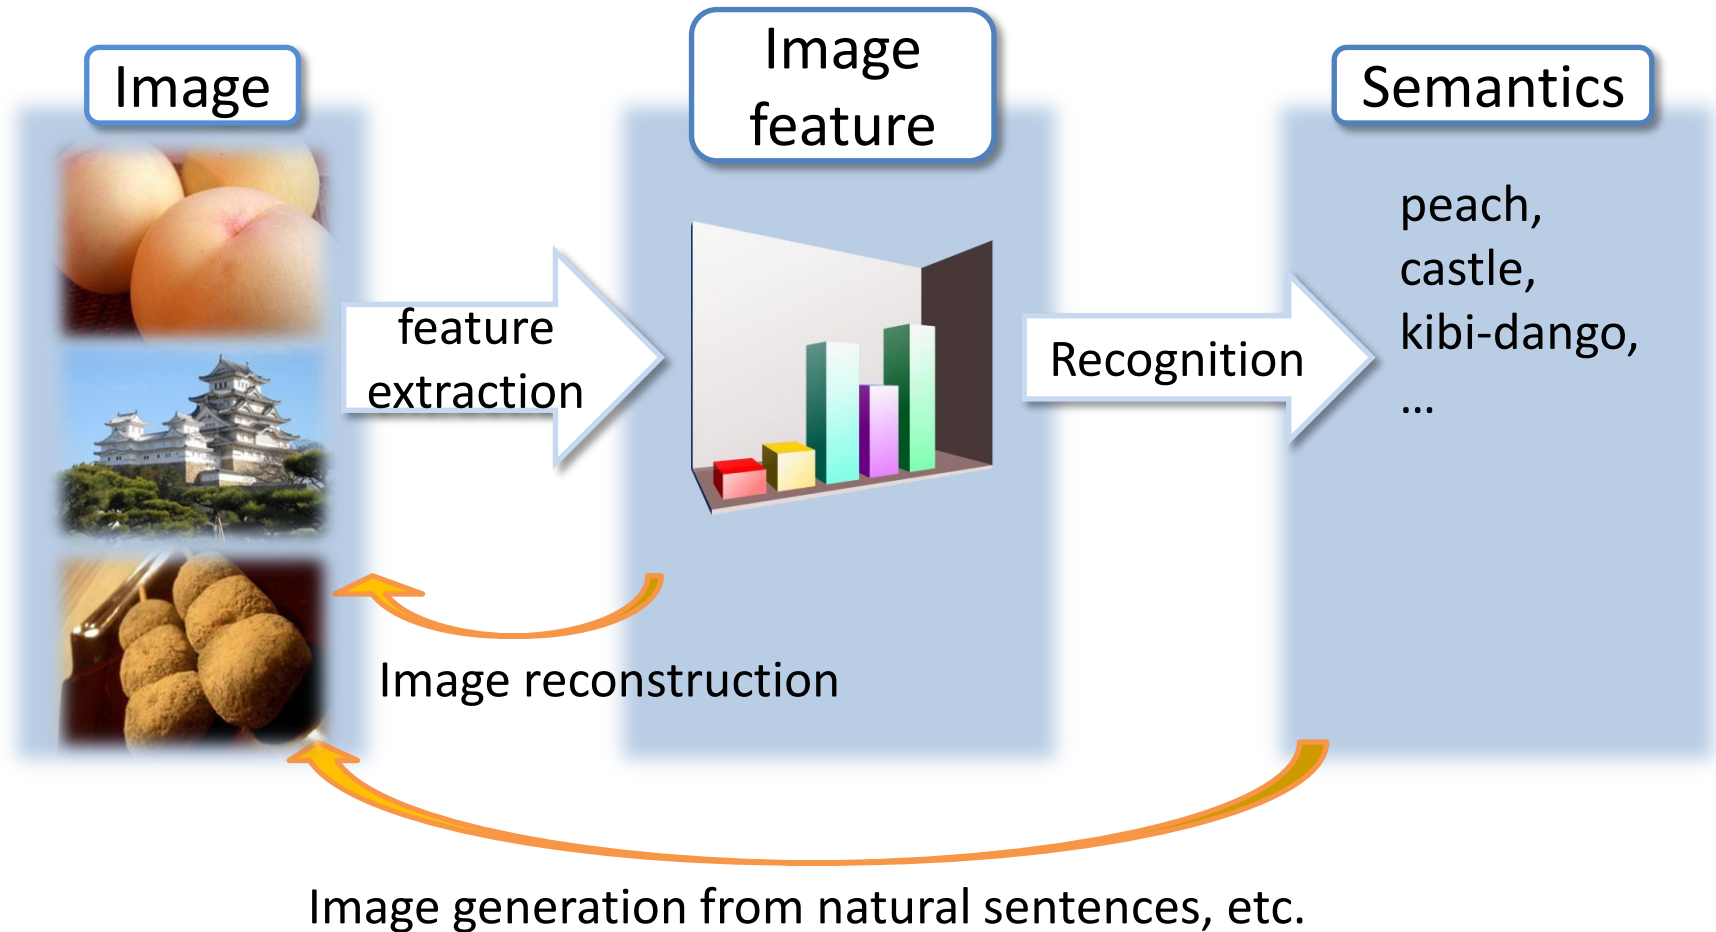 Image
Image
feature
Semantics
feature
extraction
Recognition
peach,
castle,
kibi-dango,
...
Image reconstruction
Image generation from natural sentences, etc.